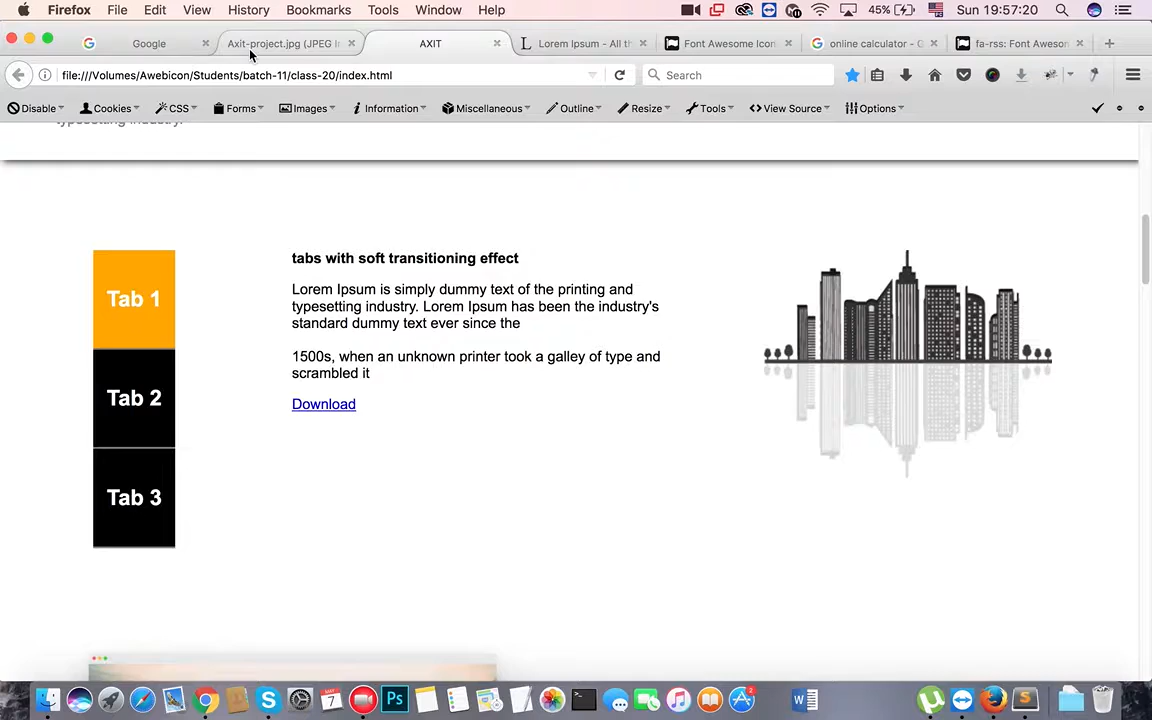 Firefox File Edit View History Bookmarks Tools Window Help 45% Sun 19:57:20
Google Axit-project.jpg (JPEG I AXIT Lorem Ipsum - All t Font Awesome Icon online calculator - G fa-rss: Font Aweson
file:///Volumes/Awebicon/Students/batch-11/class-20/index.html Search
Disable Cookies CSS Forms Images Information Miscellaneous Outline Resize Tools View Source Options
typesetting industry.
Tab 1
Tab 2
Tab 3
tabs with soft transitioning effect
Lorem Ipsum is simply dummy text of the printing and
typesetting industry. Lorem Ipsum has been the industry's
standard dummy text ever since the
1500s, when an unknown printer took a galley of type and
scrambled it
Download